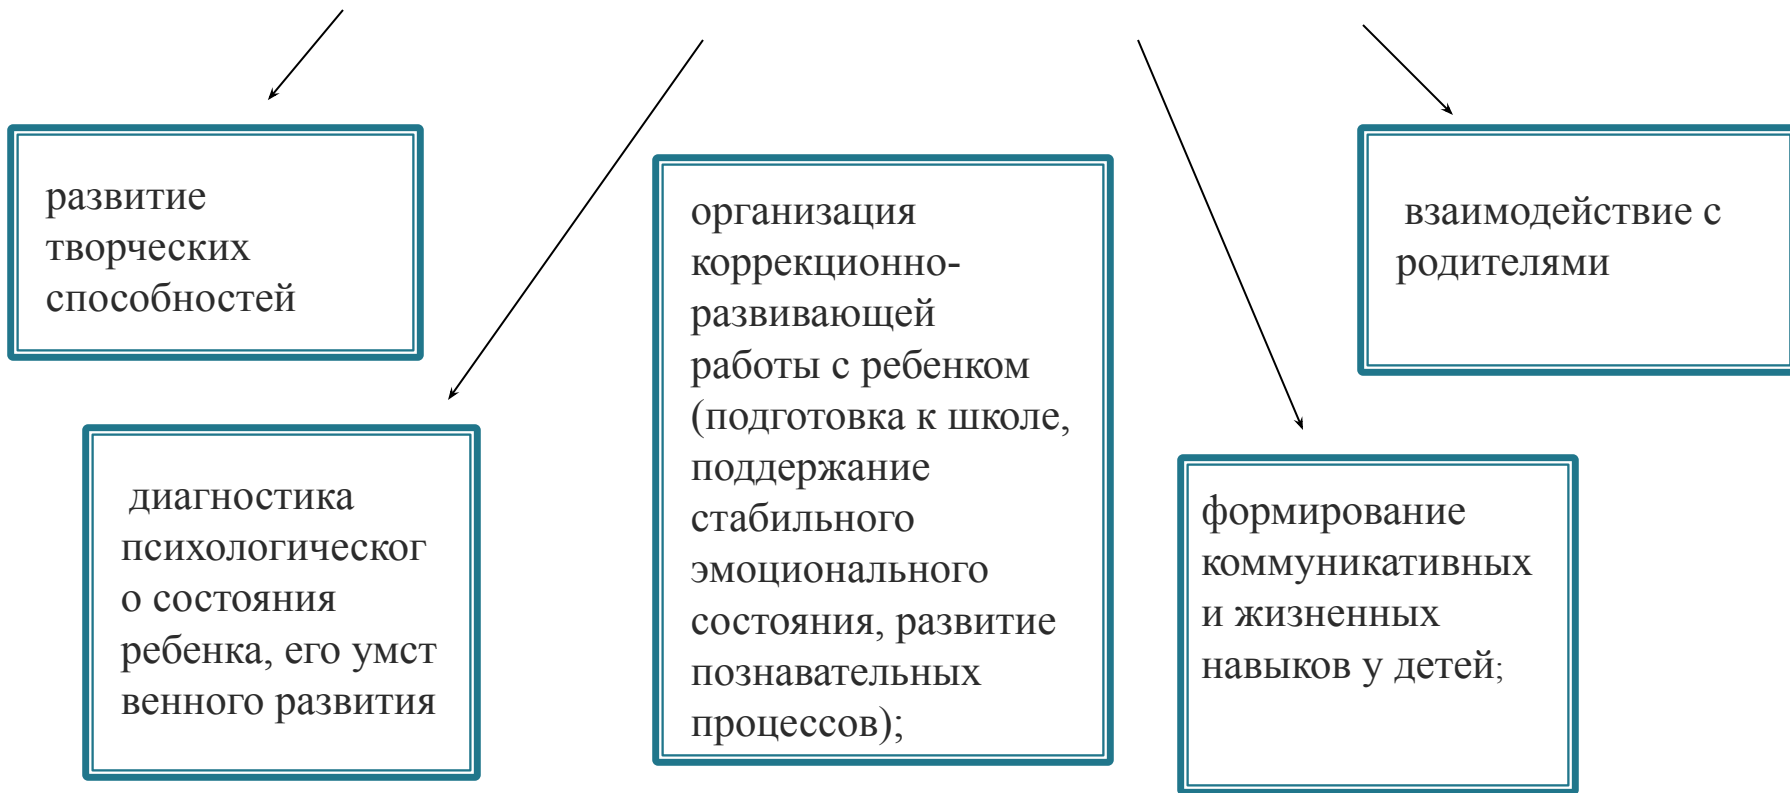 развитие
творческих
способностей
диагностика
психологическог
о состояния
ребенка, его умст
венного развития
организация
коррекционно-
развивающей
работы с ребенком
(подготовка к школе,
поддержание
стабильного
эмоционального
состояния, развитие
познавательных
процессов);
формирование
коммуникативных
и жизненных
навыков у детей;
взаимодействие с
родителями